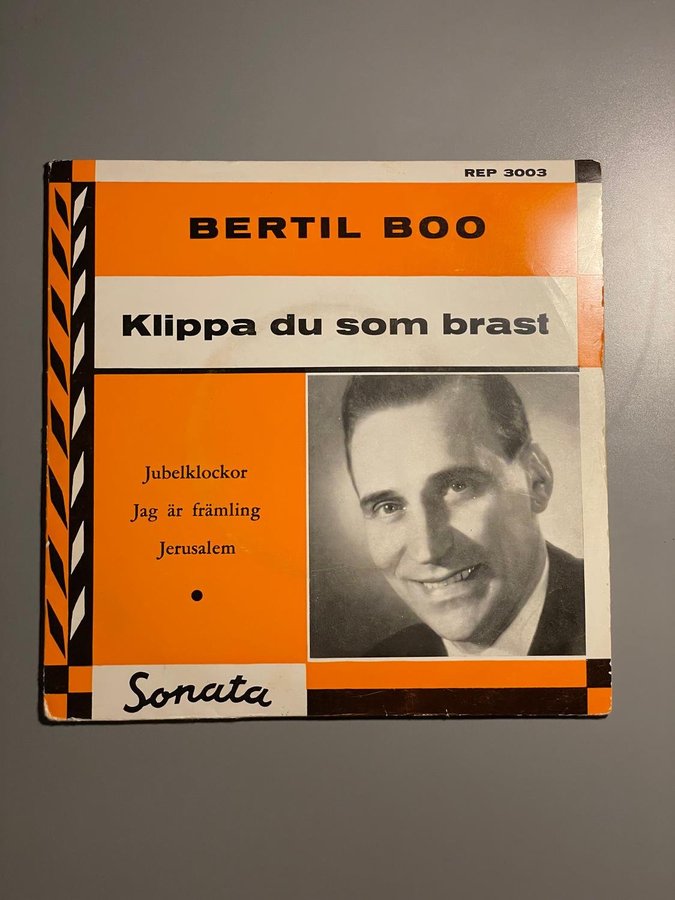 REP 3003
BERTIL BOO
Klippa du som brast
Jubelklockor
Jag är främling
Jerusalem
Sonata